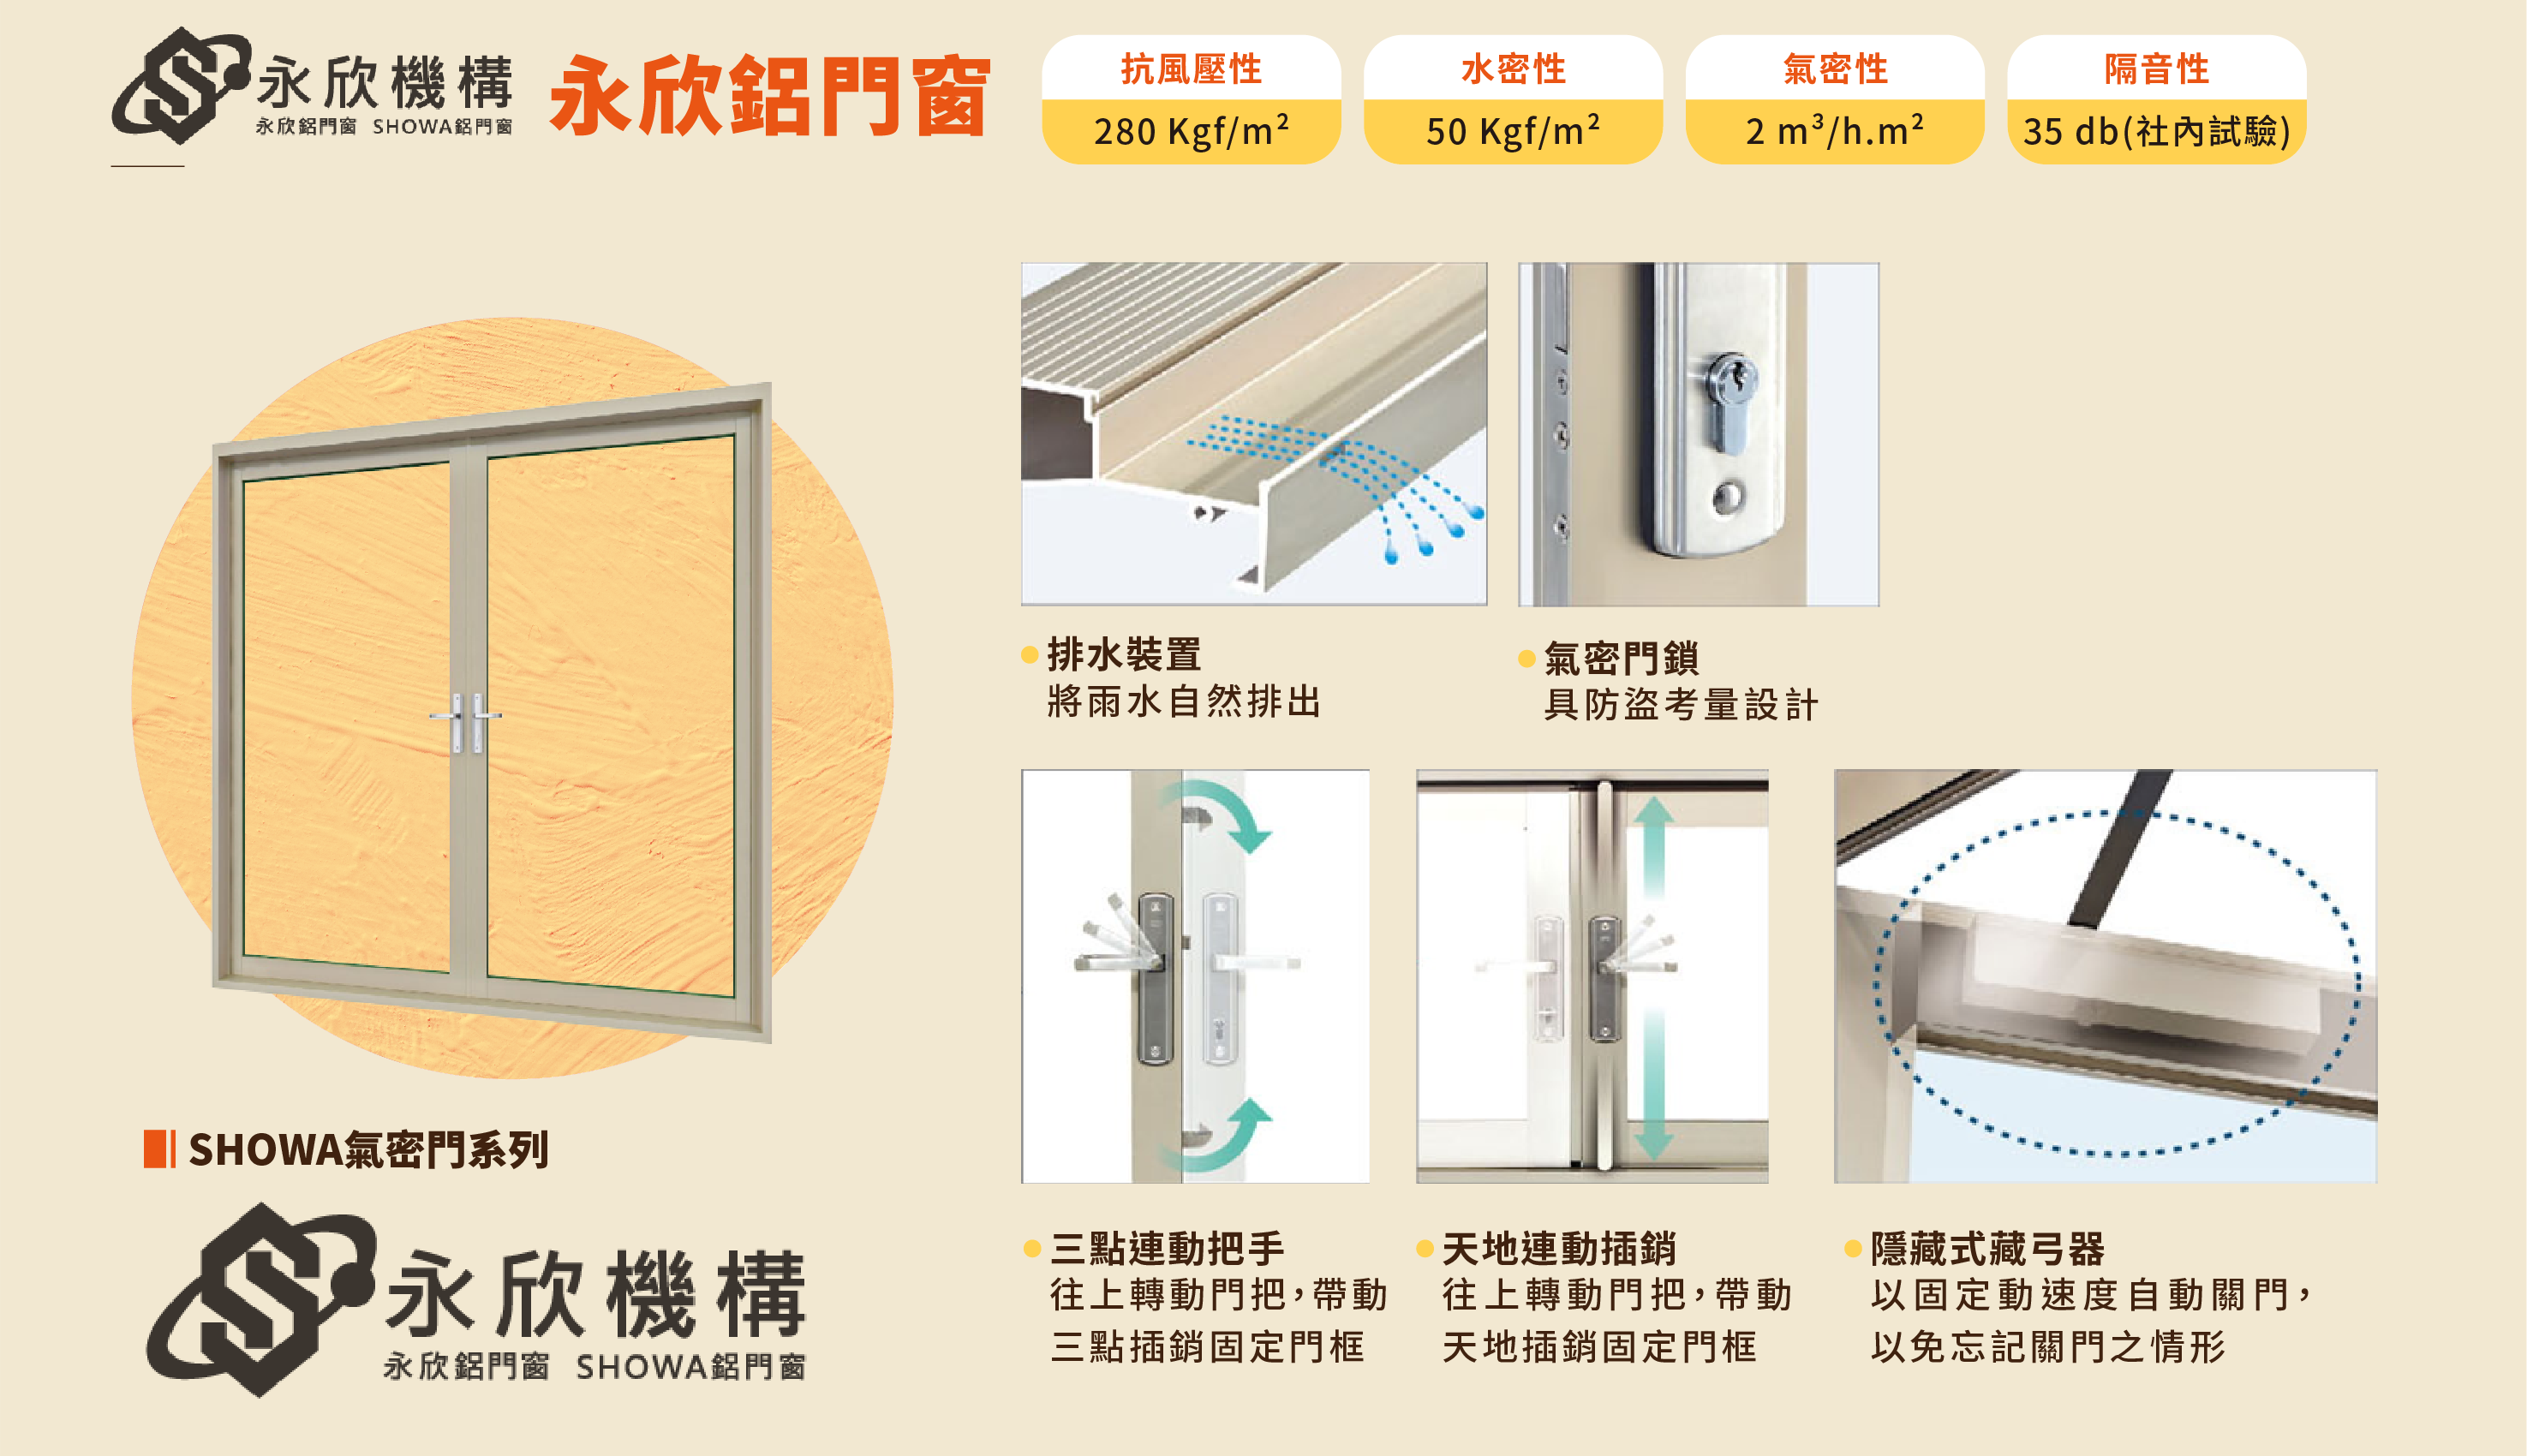 永欣機構
永欣鋁門窗 SHOWA鋁門窗
永欣鋁門窗
抗風壓性
280 Kgf/m²
水密性
50 Kgf/m²
氣密性
2 m³/h.m²
隔音性
35 db(社內試驗)
排水裝置
將雨水自然排出
氣密門鎖
具防盜考量設計
SHOWA氣密門系列
永欣機構
永欣鋁門窗 SHOWA鋁門窗
三點連動把手
往上轉動門把，帶動
三點插銷固定門框
天地連動插銷
往上轉動門把，帶動
天地插銷固定門框
隱藏式藏弓器
以固定動速度自動關門，
以免忘記關門之情形